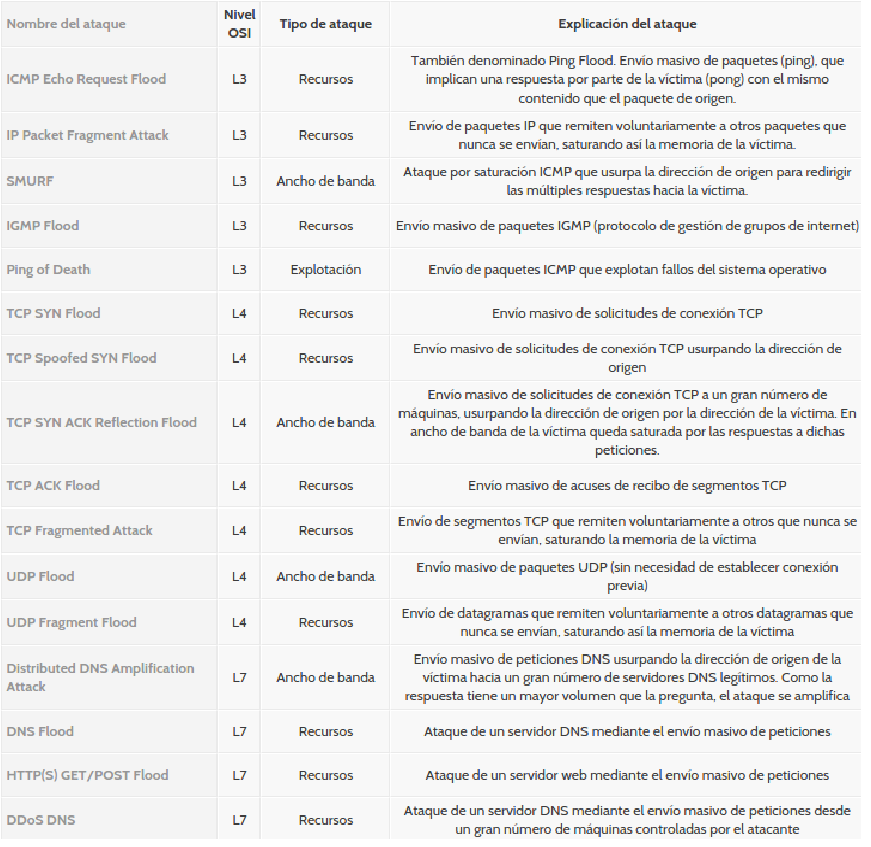 Nombre del ataque
Nivel
OSI
Tipo de ataque
Explicación del ataque
ICMP Echo Request Flood
L3
Recursos
También denominado Ping Flood. Envío masivo de paquetes (ping), que
implican una respuesta por parte de la víctima (pong) con el mismo
contenido que el paquete de origen.
IP Packet Fragment Attack
L3
Recursos
Envío de paquetes IP que remiten voluntariamente a otros paquetes que
nunca se envían, saturando así la memoria de la víctima.
SMURF
L3
Ancho de banda
Ataque por saturación ICMP que usurpa la dirección de origen para redirigir
las múltiples respuestas hacia la víctima.
IGMP Flood
L3
Recursos
Envío masivo de paquetes IGMP (protocolo de gestión de grupos de internet)
Ping of Death
L3
Explotación
Envío de paquetes ICMP que explotan fallos del sistema operativo
TCP SYN Flood
L4
Recursos
Envío masivo de solicitudes de conexión TCP
TCP Spoofed SYN Flood
L4
Recursos
Envío masivo de solicitudes de conexión TCP usurpando la dirección de
origen
TCP SYN ACK Reflection Flood
L4
Ancho de banda
Envío masivo de solicitudes de conexión TCP a un gran número de
máquinas, usurpando la dirección de origen por la dirección de la víctima. En
ancho de banda de la víctima queda saturada por las respuestas a dichas
peticiones.
TCP ACK Flood
L4
Recursos
Envío masivo de acuses de recibo de segmentos TCP
TCP Fragmented Attack
L4
Recursos
Envío de segmentos TCP que remiten voluntariamente a otros que nunca se
envían, saturando la memoria de la víctima
UDP Flood
L4
Ancho de banda
Envío masivo de paquetes UDP (sin necesidad de establecer conexión
previa)
UDP Fragment Flood
L4
Recursos
Envío de datagramas que remiten voluntariamente a otros datagramas que
nunca se envían, saturando así la memoria de la víctima
Distributed DNS Amplification
Attack
L7
Ancho de banda
Envío masivo de peticiones DNS usurpando la dirección de origen de la
víctima hacia un gran número de servidores DNS legítimos. Como la
respuesta tiene un mayor volumen que la pregunta, el ataque se amplifica
DNS Flood
L7
Recursos
Ataque de un servidor DNS mediante el envío masivo de peticiones
HTTP(S) GET/POST Flood
L7
Recursos
Ataque de un servidor web mediante el envío masivo de peticiones
DDoS DNS
L7
Recursos
Ataque de un servidor DNS mediante el envío masivo de peticiones desde
un gran número de máquinas controladas por el atacante